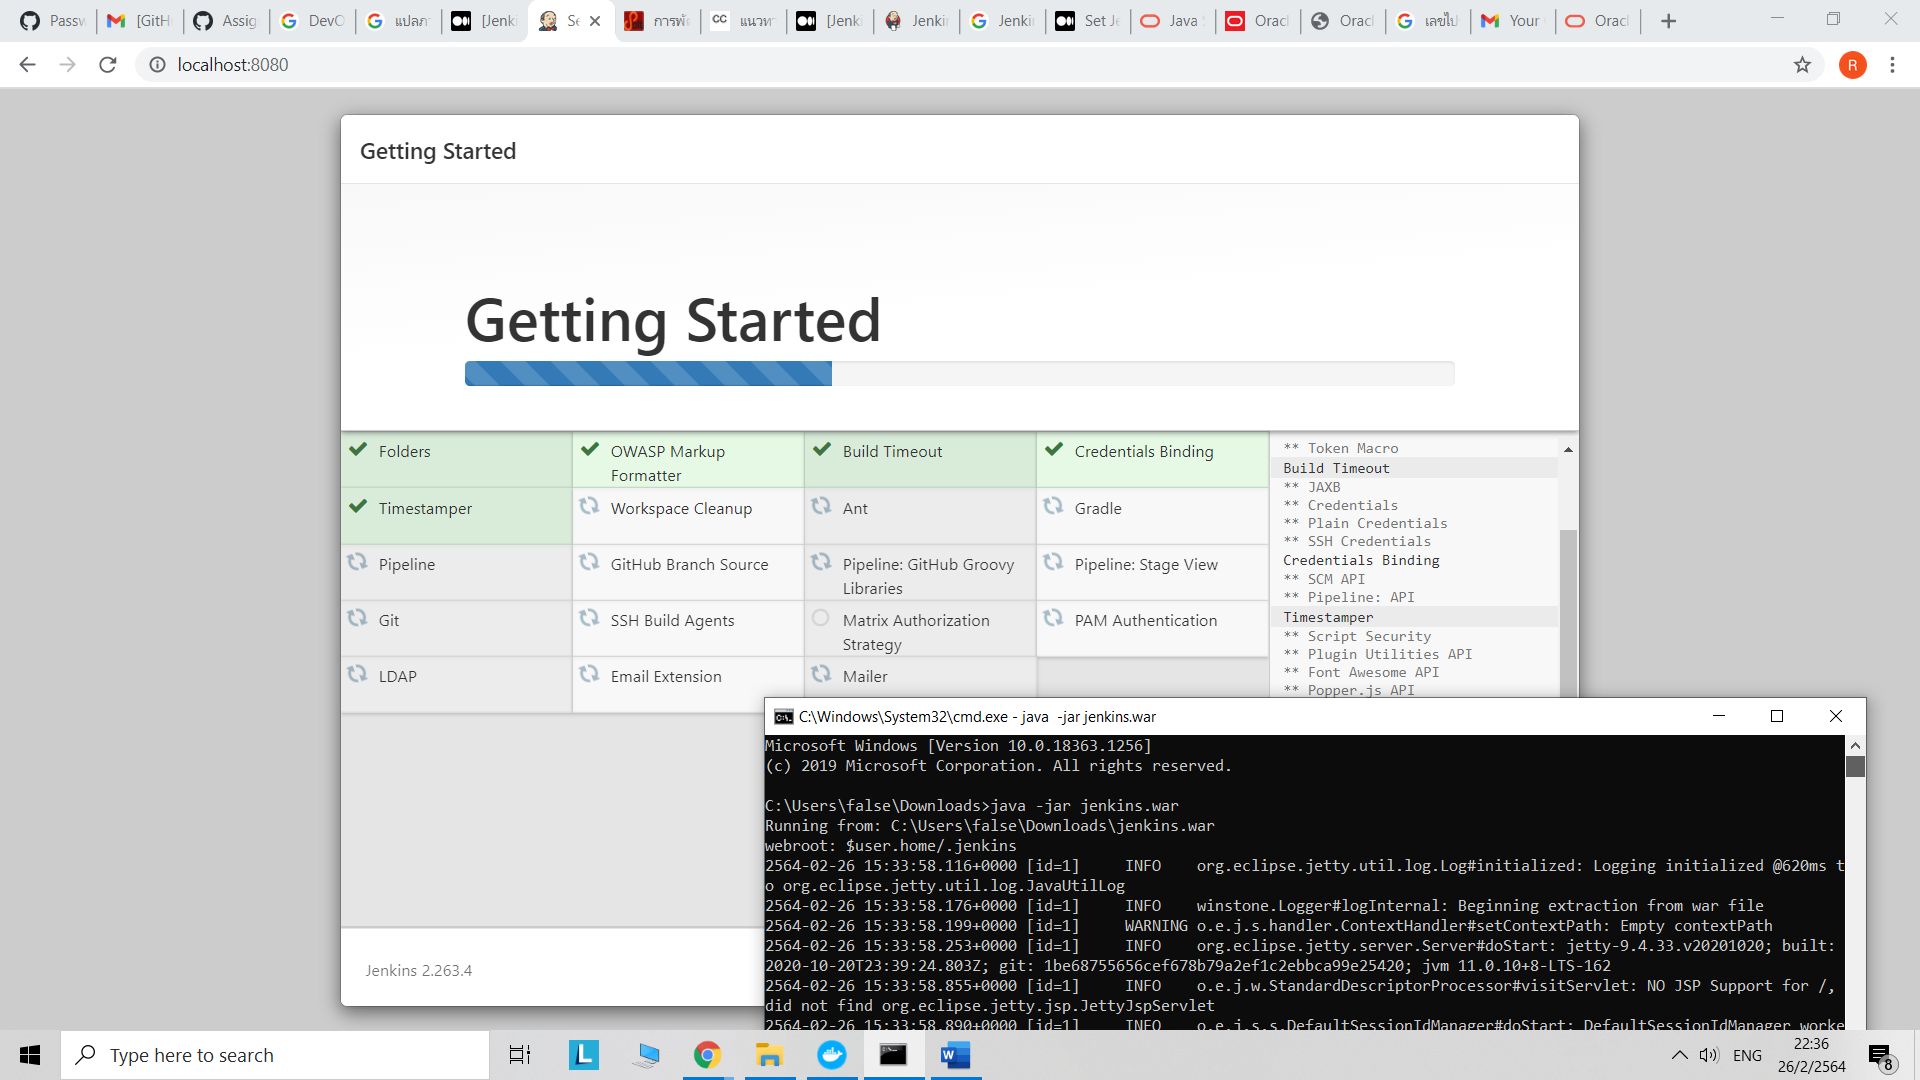 Passw
[GitH
Assig
DevO
แปลภ
[Jenk
Se
การพั
แนวท
[Jenk
Jenkin
Jenkin
Set Je
Java
Oracl
Oracl
เลขไป
Your
Oracl
localhost:8080
R
Getting Started
Getting Started
Folders
OWASP Markup
Formatter
Build Timeout
Credentials Binding
Timestamper
Workspace Cleanup
Ant
Gradle
Pipeline
GitHub Branch Source
Pipeline: GitHub Groovy
Libraries
Pipeline: Stage View
Git
SSH Build Agents
Matrix Authorization
Strategy
PAM Authentication
LDAP
Email Extension
Mailer
** Token Macro
Build Timeout
** JAXB
** Credentials
** Plain Credentials
** SSH Credentials
Credentials Binding
** SCM API
** Pipeline: API
Timestamper
** Script Security
** Plugin Utilities API
** Font Awesome API
** Popper.js API
Jenkins 2.263.4
C:\Windows\System32\cmd.exe - java  -jar jenkins.war
Microsoft Windows [Version 10.0.18363.1256]
(c) 2019 Microsoft Corporation. All rights reserved.
C:\Users\false\Downloads>java -jar jenkins.war
Running from: C:\Users\false\Downloads\jenkins.war
webroot: $user.home/.jenkins
2564-02-26 15:33:58.116+0000 [id=1]     INFO    org.eclipse.jetty.util.log.Log#initialized: Logging initialized @620ms t
o org.eclipse.jetty.util.log.JavaUtilLog
2564-02-26 15:33:58.176+0000 [id=1]     INFO    winstone.Logger#logInternal: Beginning extraction from war file
2564-02-26 15:33:58.199+0000 [id=1]     WARNING o.e.j.s.handler.ContextHandler#setContextPath: Empty contextPath
2564-02-26 15:33:58.253+0000 [id=1]     INFO    org.eclipse.jetty.server.Server#doStart: jetty-9.4.33.v20201020; built:
2020-10-20T23:39:24.803Z; git: 1be68755656cef678b79a2ef1c2ebbca99e25420; jvm 11.0.10+8-LTS-162
2564-02-26 15:33:58.855+0000 [id=1]     INFO    o.e.j.w.StandardDescriptorProcessor#visitServlet: NO JSP Support for /,
did not find org.eclipse.jetty.jsp.JettyJspServlet
2564-02-26 15:33:58.890+0000 [id=1]     INFO    o.e.j.s.s.DefaultSessionIdManager#doStart: DefaultSessionIdManager worke
Type here to search
ENG
22:36
26/2/2564
8